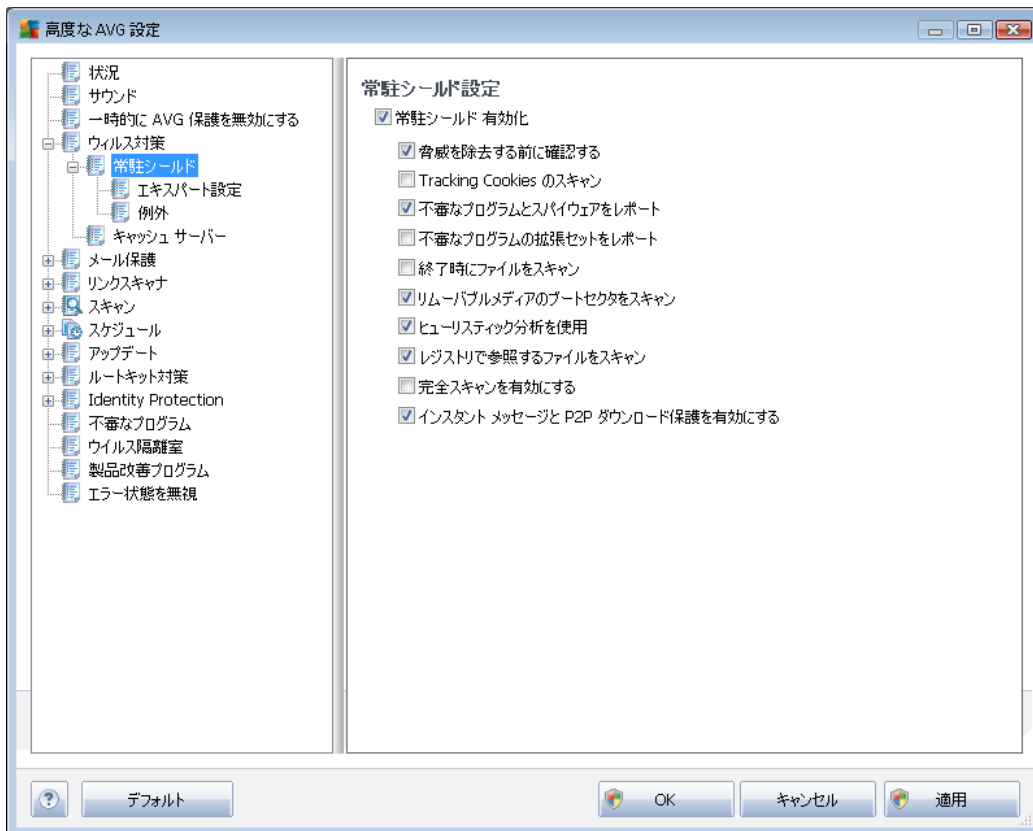 高度な AVG 設定
状況
サウンド
一時的に AVG 保護を無効にする
ウィルス対策
常駐シールド
エキスパート設定
例外
キャッシュ サーバー
メール保護
リンクスキャナ
スキャン
スケジュール
アップデート
ルートキット対策
Identity Protection
不審なプログラム
ウイルス隔離室
製品改善プログラム
エラー状態を無視
常駐シールド設定
常駐シールド 有効化
脅威を除去する前に確認する
Tracking Cookies のスキャン
不審なプログラムとスパイウェアをレポート
不審なプログラムの拡張セットをレポート
終了時にファイルをスキャン
リムーバブルメディアのブートセクタをスキャン
ヒューリスティック分析を使用
レジストリで参照するファイルをスキャン
完全スキャンを有効にする
インスタント メッセージと P2P ダウンロード保護を有効にする
?
デフォルト
OK
キャンセル
適用